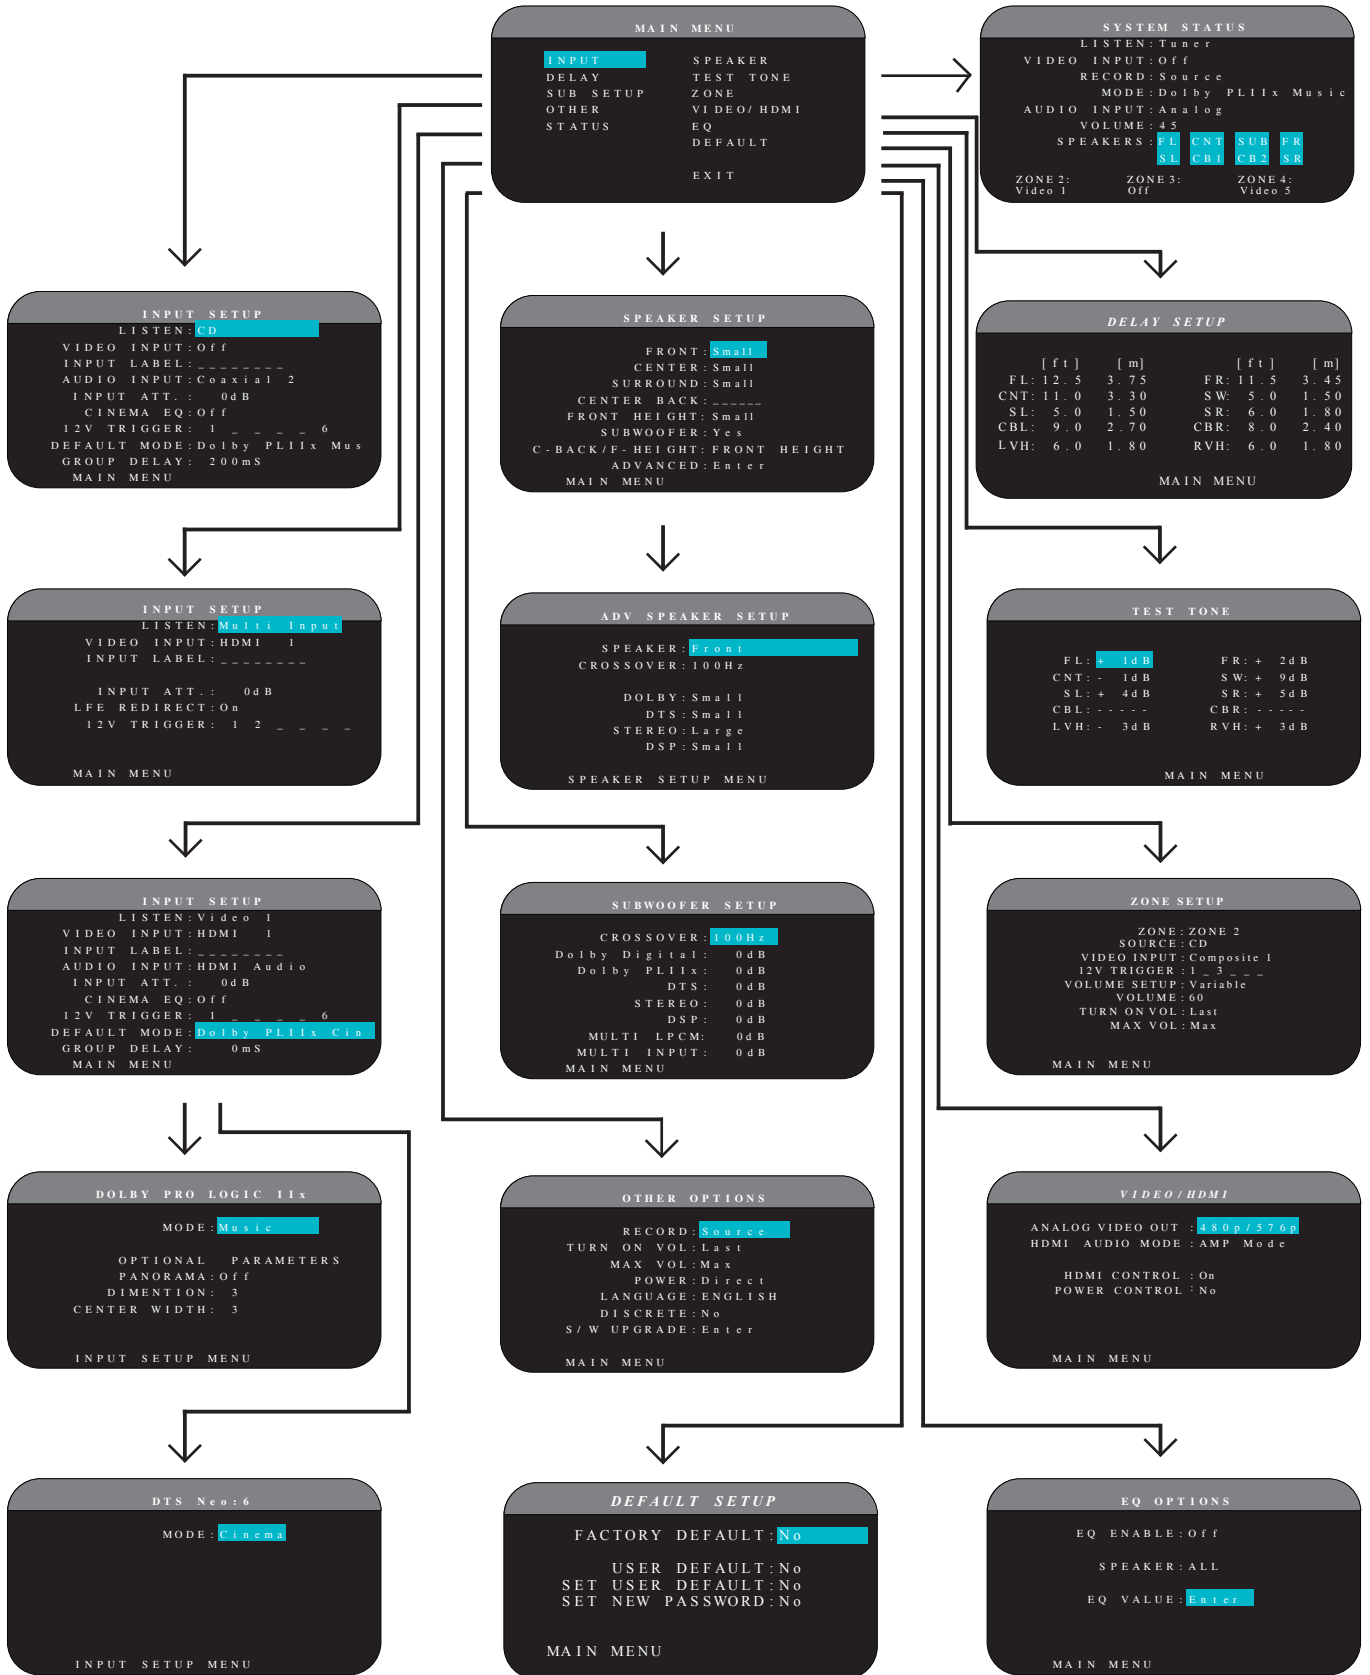 MAIN MENU
INPUT SPEAKER
DELAY TEST TONE
SUB SETUP ZONE
OTHER VIDEO/HDMI
STATUS EQ
DEFAULT
EXIT
SYSTEM STATUS
LISTEN:Tuner
VIDEO INPUT:Off
RECORD:Source
MODE:Dolby PLIIx Music
AUDIO INPUT:Analog
VOLUME:45
SPEAKERS:FL CNT SUB FR
SL CB1 CB2 SR
ZONE2: ZONE3: ZONE4:
Video 1 Off Video 5
INPUT SETUP
LISTEN:CD
VIDEO INPUT:Off
INPUT LABEL:________
AUDIO INPUT:Coaxial 2
INPUT ATT.: 0dB
CINEMA EQ:Off
12V TRIGGER: 1 _ _ _ _ 6
DEFAULT MODE:Dolby PLIIx Mus
GROUP DELAY: 200mS
MAIN MENU
SPEAKER SETUP
FRONT:Small
CENTER:Small
SURROUND:Small
CENTER BACK:______
FRONT HEIGHT:Small
SUBWOOFER:Yes
C-BACK/F-HEIGHT:FRONT HEIGHT
ADVANCED:Enter
MAIN MENU
DELAY SETUP
[ft] [m] [ft] [m]
FL:12.5 3.75 FR:11.5 3.45
CNT:11.0 3.30 SW: 5.0 1.50
SL: 5.0 1.50 SR: 6.0 1.80
CBL: 9.0 2.70 CBR: 8.0 2.40
LVH: 6.0 1.80 RVH: 6.0 1.80
MAIN MENU
INPUT SETUP
LISTEN:Multi Input
VIDEO INPUT:HDMI 1
INPUT LABEL:________
INPUT ATT.: 0dB
LFE REDIRECT:On
12V TRIGGER: 1 2 _ _ _ _
MAIN MENU
ADV SPEAKER SETUP
SPEAKER:Front
CROSSOVER:100Hz
DOLBY:Small
DTS:Small
STEREO:Large
DSP:Small
SPEAKER SETUP MENU
TEST TONE
FL:+ 1dB FR:+ 2dB
CNT:- 1dB SW:+ 9dB
SL:+ 4dB SR:+ 5dB
CBL:----- CBR:-----
LVH:- 3dB RVH:+ 3dB
MAIN MENU
INPUT SETUP
LISTEN:Video 1
VIDEO INPUT:HDMI 1
INPUT LABEL:________
AUDIO INPUT:HDMI Audio
INPUT ATT.: 0dB
CINEMA EQ:Off
12V TRIGGER: 1 _ _ _ _ 6
DEFAULT MODE:Dolby PLIIx Cin
GROUP DELAY: 0mS
MAIN MENU
SUBWOOFER SETUP
CROSSOVER:100Hz
Dolby Digital: 0dB
Dolby PLIIx: 0dB
DTS: 0dB
STEREO: 0dB
DSP: 0dB
MULTI LPCM: 0dB
MULTI INPUT: 0dB
MAIN MENU
ZONE SETUP
ZONE:ZONE 2
SOURCE:CD
VIDEO INPUT:Composite 1
12V TRIGGER:1 _ 3 _ _ _
VOLUME SETUP:Variable
VOLUME:60
TURN ON VOL:Last
MAX VOL:Max
MAIN MENU
DOLBY PRO LOGIC IIx
MODE:Music
OPTIONAL PARAMETERS
PANORAMA:Off
DIMENTION: 3
CENTER WIDTH: 3
INPUT SETUP MENU
OTHER OPTIONS
RECORD:Source
TURN ON VOL:Last
MAX VOL:Max
POWER:Direct
LANGUAGE:ENGLISH
DISCRETE:No
S/W UPGRADE:Enter
MAIN MENU
VIDEO/HDMI
ANALOG VIDEO OUT :480p/576p
HDMI AUDIO MODE :AMP Mode
HDMI CONTROL :On
POWER CONTROL :No
MAIN MENU
DTS Neo:6
MODE:Cinema
INPUT SETUP MENU
DEFAULT SETUP
FACTORY DEFAULT:No
USER DEFAULT:No
SET USER DEFAULT:No
SET NEW PASSWORD:No
MAIN MENU
EQ OPTIONS
EQ ENABLE:Off
SPEAKER:ALL
EQ VALUE:Enter
MAIN MENU